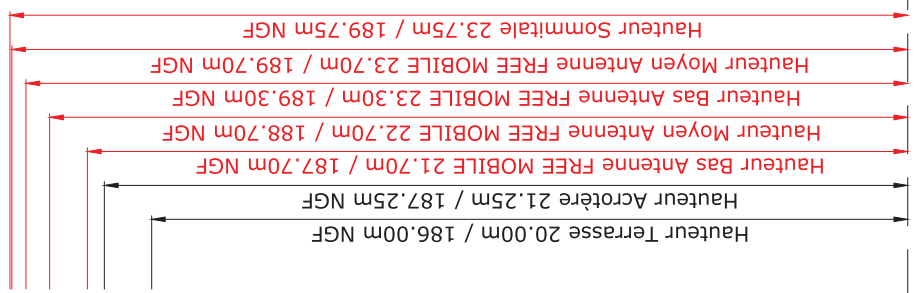 Hauteur Terrasse 20.00m / 186.00m NGF
Hauteur Acrotère 21.25m / 187.25m NGF
Hauteur Bas Antenne FREE MOBILE 21.70m / 187.70m NGF
Hauteur Moyen Antenne FREE MOBILE 22.70m / 188.70m NGF
Hauteur Bas Antenne FREE MOBILE 23.30m / 189.30m NGF
Hauteur Moyen Antenne FREE MOBILE 23.70m / 189.70m NGF
Hauteur Sommitale 23.75m / 189.75m NGF